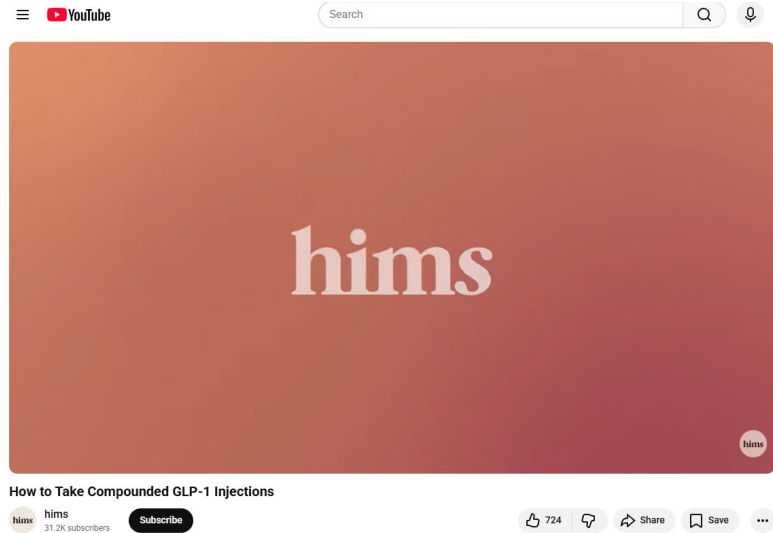 YouTube
Search
hims
hims
How to Take Compounded GLP-1 Injections
hims
hims
31.2K subscribers
Subscribe
724
Share
Save